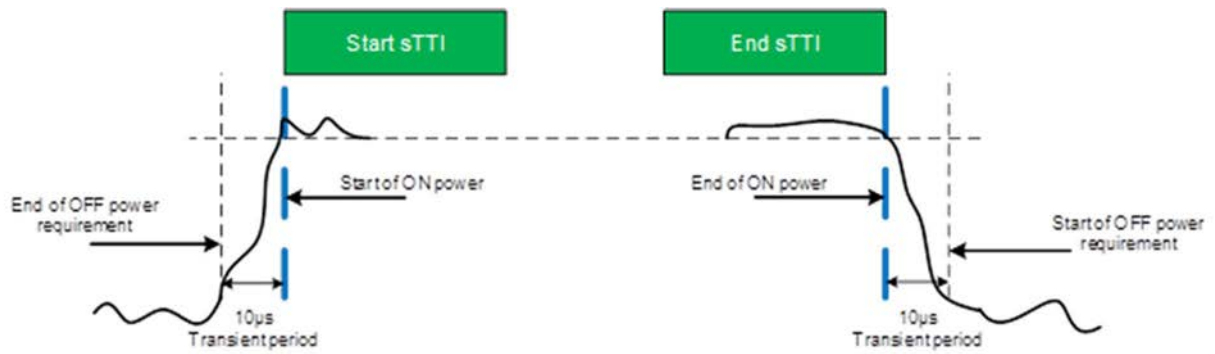 Start sTTI
End sTTI
Start of ON power
End of ON power
End of OFF power
requirement
Start of OFF power
requirement
10µs
Transient period
10µs
Transient period